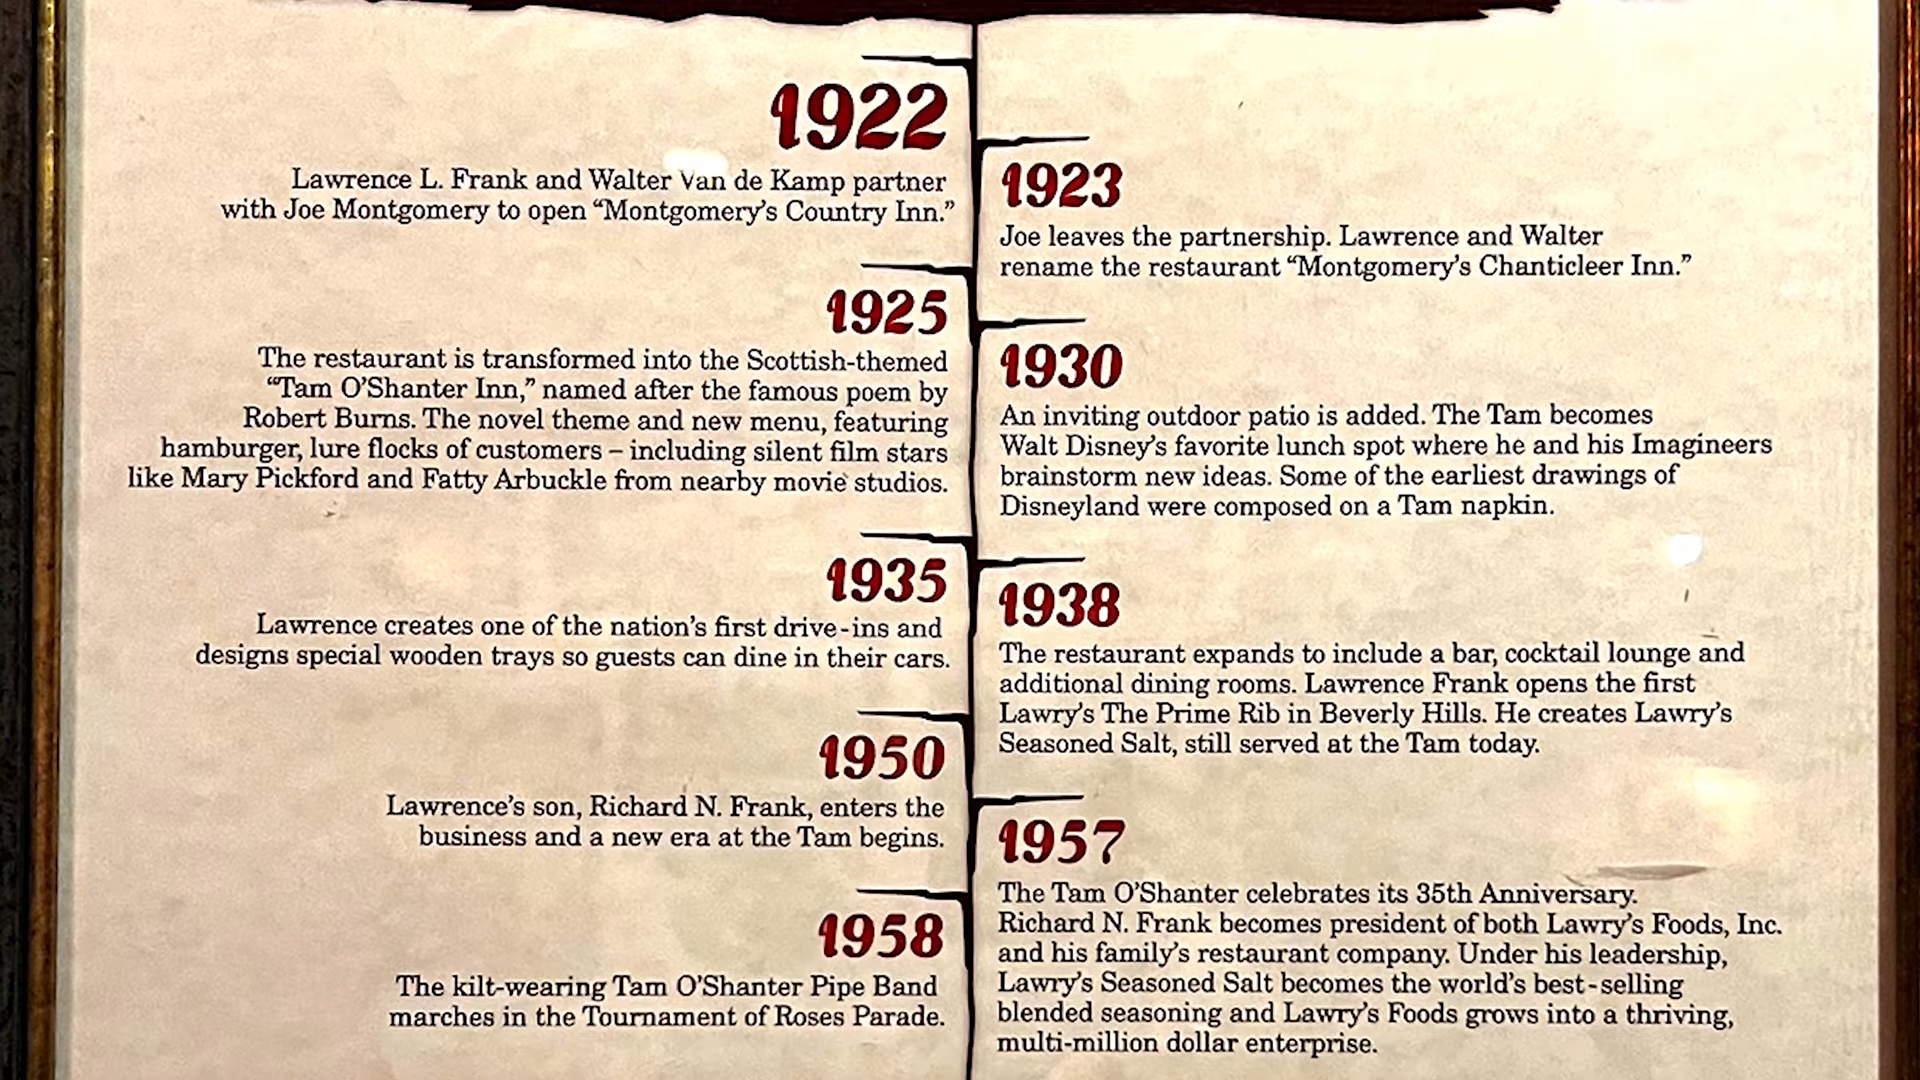 1922
Lawrence L. Frank and Walter Van de Kamp partner
with Joe Montgomery to open “Montgomery’s Country Inn.”
1923
Joe leaves the partnership. Lawrence and Walter
rename the restaurant “Montgomery’s Chanticleer Inn.”
1925
The restaurant is transformed into the Scottish-themed
“Tam O’Shanter Inn,” named after the famous poem by
Robert Burns. The novel theme and new menu, featuring
hamburger, lure flocks of customers – including silent film stars
like Mary Pickford and Fatty Arbuckle from nearby movie studios.
1930
An inviting outdoor patio is added. The Tam becomes
Walt Disney’s favorite lunch spot where he and his Imagineers
brainstorm new ideas. Some of the earliest drawings of
Disneyland were composed on a Tam napkin.
1935
Lawrence creates one of the nation’s first drive-ins and
designs special wooden trays so guests can dine in their cars.
1938
The restaurant expands to include a bar, cocktail lounge and
additional dining rooms. Lawrence Frank opens the first
Lawry’s The Prime Rib in Beverly Hills. He creates Lawry’s
Seasoned Salt, still served at the Tam today.
1950
Lawrence’s son, Richard N. Frank, enters the
business and a new era at the Tam begins.
1957
The Tam O’Shanter celebrates its 35th Anniversary.
Richard N. Frank becomes president of both Lawry’s Foods, Inc.
and his family’s restaurant company. Under his leadership,
Lawry’s Seasoned Salt becomes the world’s best-selling
blended seasoning and Lawry’s Foods grows into a thriving,
multi-million dollar enterprise.
1958
The kilt-wearing Tam O’Shanter Pipe Band
marches in the Tournament of Roses Parade.